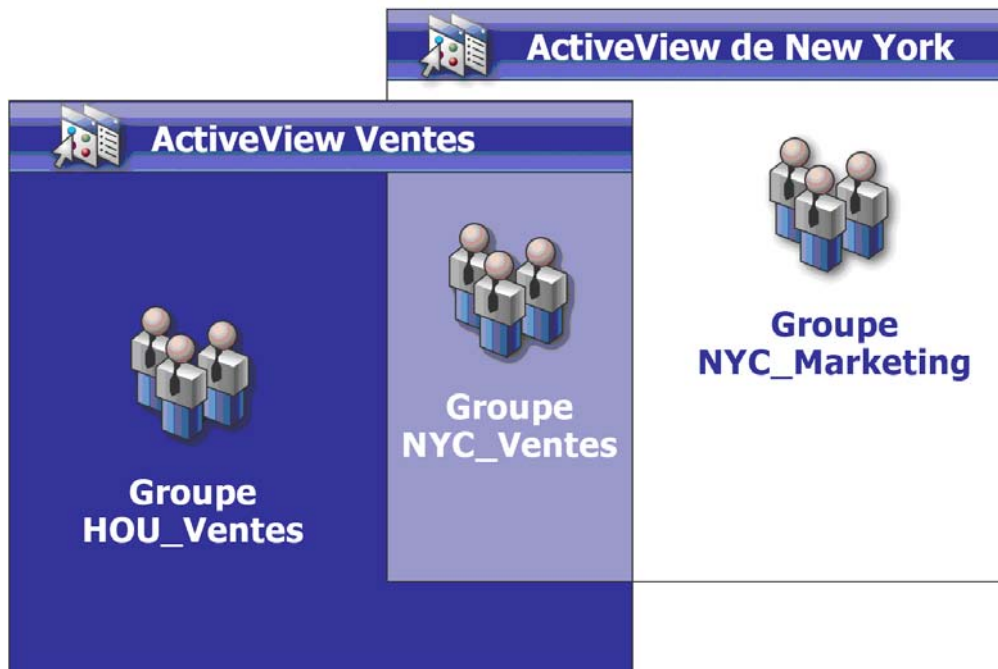 ActiveView de New York
ActiveView Ventes
Groupe
NYC_Marketing
Groupe
NYC_Ventes
Groupe
HOU_Ventes